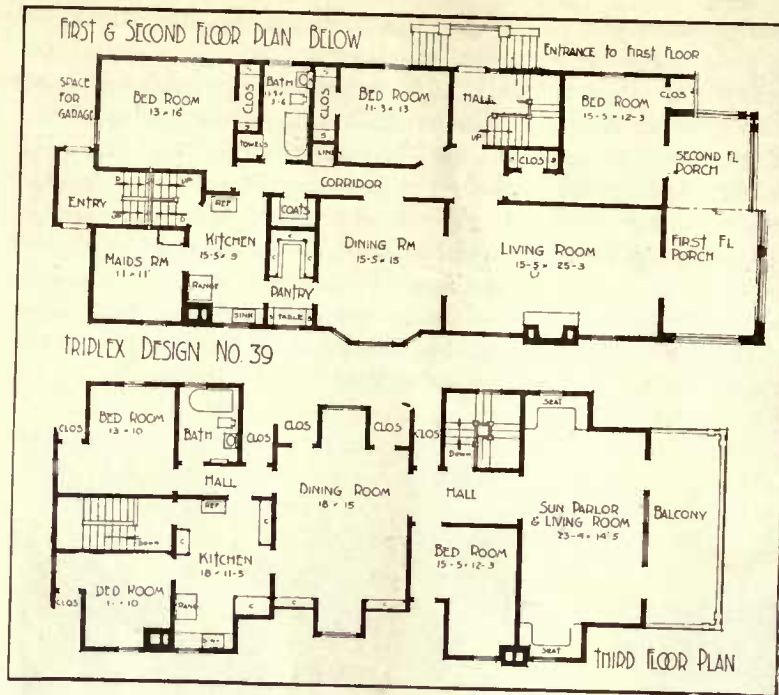 FIRST & SECOND FLOOR PLAN BELOW
ENTRANCE TO FIRST FLOOR
SPACE
FOR
GARAGE
BED ROOM
13 × 16
CLOS
S
S
TOWELS
BATH
CLOS
S
S
LINE
BED ROOM
11-3 × 13
HALL
UP
CLOS
BED ROOM
15-5 × 12-3
CLOS
SECOND FL
PORCH
CORRIDOR
ENTRY
D
UP
UP
D
REF
COATS
KITCHEN
15-5 × 9
DINING RM
15-5 × 15
LIVING ROOM
15-5 × 25-3
FIRST FL
PORCH
MAIDS RM
11 × 11
RANGE
C
C
C
PANTRY
SINK
S TABLE S
TRIPLEX DESIGN NO. 39
CLOS
BED ROOM
13 × 10
BATH
CLOS
CLOS
CLOS
CLOS
DOWN
SEAT
HALL
DINING ROOM
18 × 15
HALL
SUN PARLOR
& LIVING ROOM
23-4 × 14'5
BALCONY
REF
C
C
DOWN
KITCHEN
18 × 11-5
BED ROOM
15-5 × 12-3
BED ROOM
CLOS
RANG
C
C
C
SEAT
THIRD FLOOR PLAN